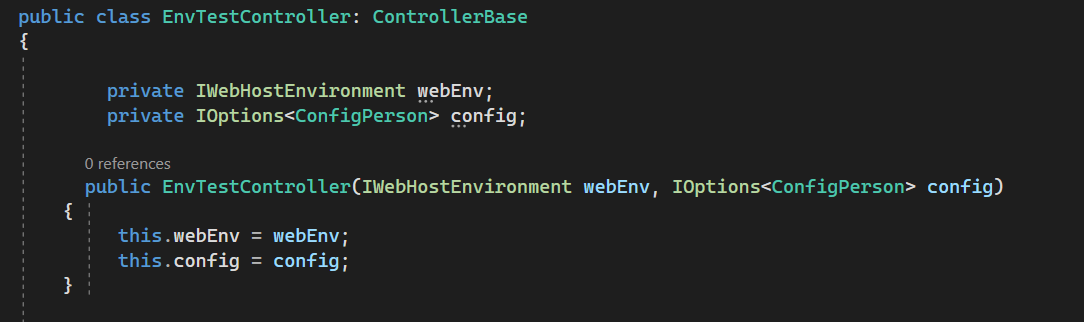 public class EnvTestController: ControllerBase
{
private IWebHostEnvironment webEnv;
private IOptions<ConfigPerson> config;
0 references
public EnvTestController(IWebHostEnvironment webEnv, IOptions<ConfigPerson> config)
{
this.webEnv = webEnv;
this.config = config;
}